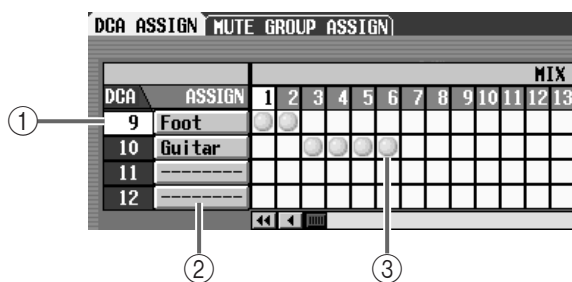 DCA ASSIGN MUTE GROUP ASSIGN
MIX
DCA ASSIGN 1 2 3 4 5 6 7 8 9 10 11 12 13
① 9 Foot
10 Guitar
11 --------
12 --------
② ③